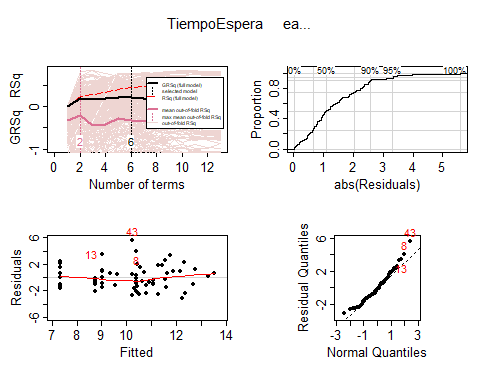 TiempoEspera ea...
GRSq RSq
-1 0
0 2 4 6 8 10 12
Number of terms
2 6
GRSq (full model)
selected model
RSq (full model)
mean out-of-fold RSq
max mean out-of-fold RSq
out-of-fold RSq
0% 50% 90% 95% 100%
Proportion
0.0 0.4 0.8
0 1 2 3 4 5
abs(Residuals)
Residuals
-6 -2 2 6
43
13
8
7 8 9 10 11 12 13 14
Fitted
Residual Quantiles
-2 2 6
43
8
13
-3 -1 0 1 2 3
Normal Quantiles